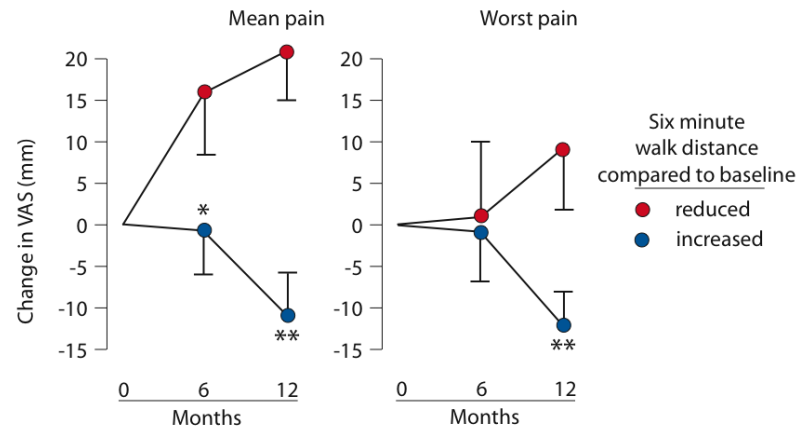 Mean pain
Worst pain
Change in VAS (mm)
20
15
10
5
0
-5
-10
-15
*
**
0 6 12
Months
20
15
10
5
0
-5
-10
-15
**
0 6 12
Months
Six minute
walk distance
compared to baseline
reduced
increased